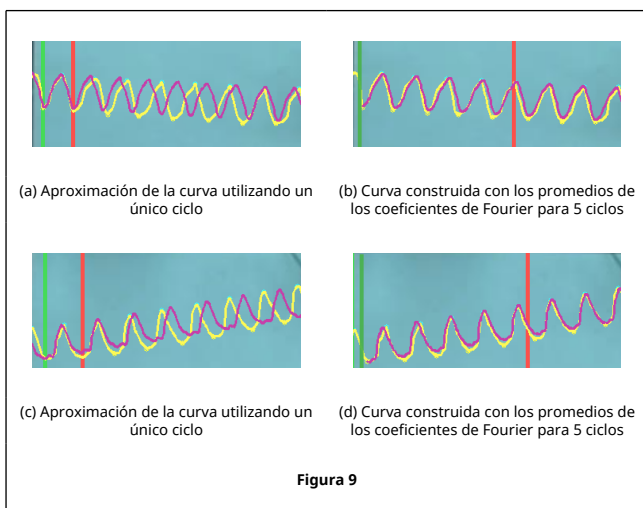 (a) Aproximación de la curva utilizando un
único ciclo
(b) Curva construida con los promedios de
los coeficientes de Fourier para 5 ciclos
(c) Aproximación de la curva utilizando un
único ciclo
(d) Curva construida con los promedios de
los coeficientes de Fourier para 5 ciclos
Figura 9